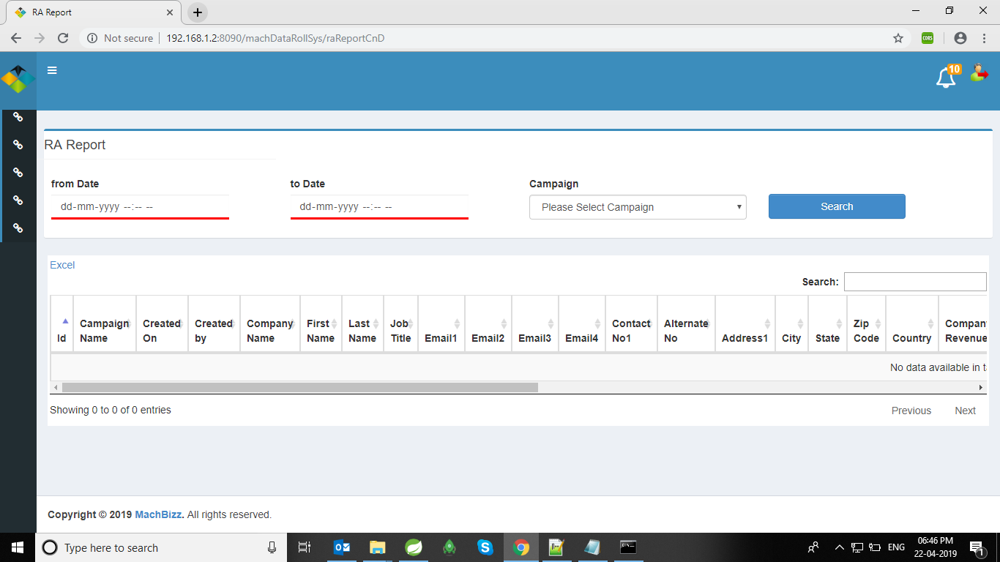 RA Report
Not secure 192.168.1.2:8090/machDataRollSys/raReportCnD
CORS
10
RA Report
from Date to Date Campaign
dd-mm-yyyy --:-- -- dd-mm-yyyy --:-- -- Please Select Campaign Search
Excel
Search:
Id Campaign Name Created On Created by Company Name First Name Last Name Job Title Email1 Email2 Email3 Email4 Contact No1 Alternate No Address1 City State Zip Code Country Company Revenue
No data available in t
Showing 0 to 0 of 0 entries Previous Next
Copyright © 2019 MachBizz. All rights reserved.
Type here to search ENG 06:46 PM
22-04-2019 1